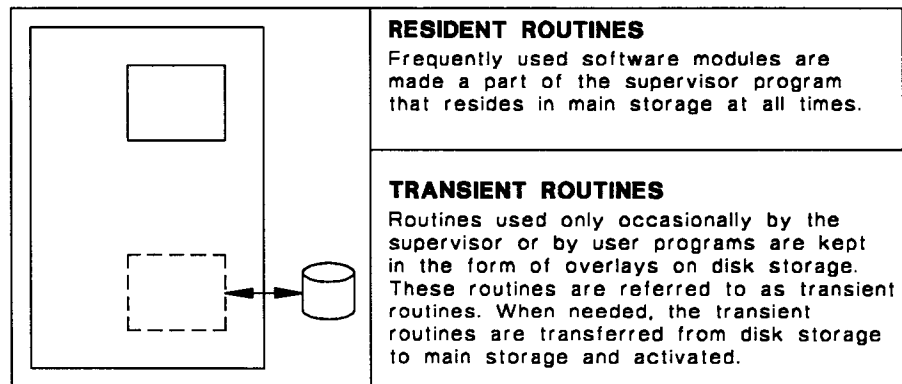 RESIDENT ROUTINES
Frequently used software modules are
made a part of the supervisor program
that resides in main storage at all times.
TRANSIENT ROUTINES
Routines used only occasionally by the
supervisor or by user programs are kept
in the form of overlays on disk storage.
These routines are referred to as transient
routines. When needed, the transient
routines are transferred from disk storage
to main storage and activated.